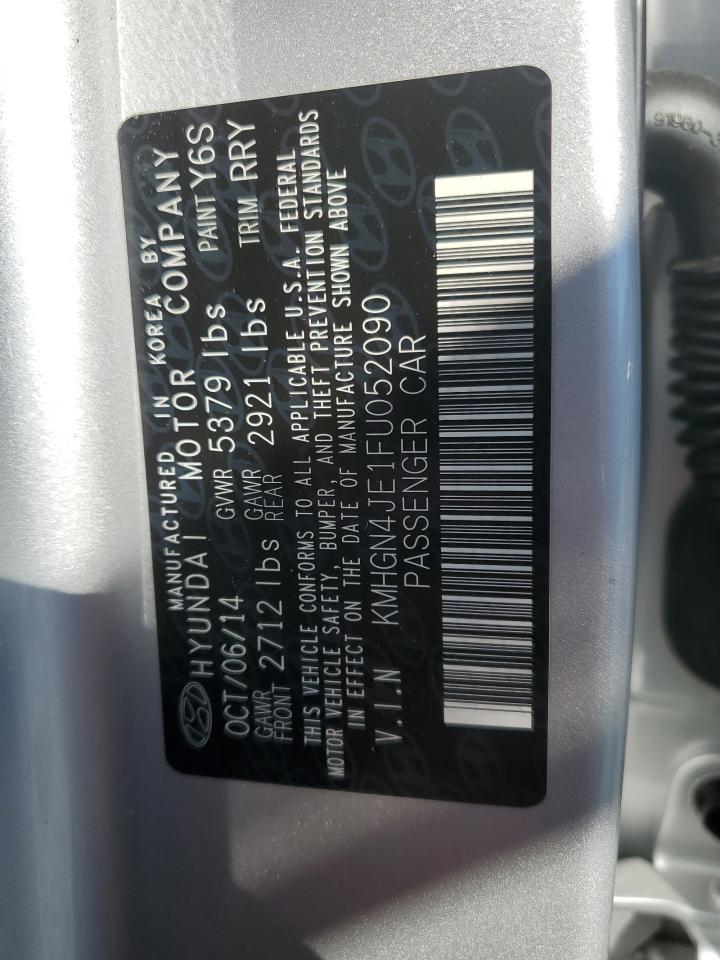 MANUFACTURED IN KOREA BY
HYUNDAI MOTOR COMPANY
OCT/06/14 GVWR 5379 lbs PAINT Y6S
GAWR FRONT 2712 lbs GAWR REAR 2921 lbs TRIM RRY
THIS VEHICLE CONFORMS TO ALL APPLICABLE U.S.A. FEDERAL
MOTOR VEHICLE SAFETY, BUMPER, AND THEFT PREVENTION STANDARDS
IN EFFECT ON THE DATE OF MANUFACTURE SHOWN ABOVE
V.I.N KMHGN4JE1FU052090
PASSENGER CAR